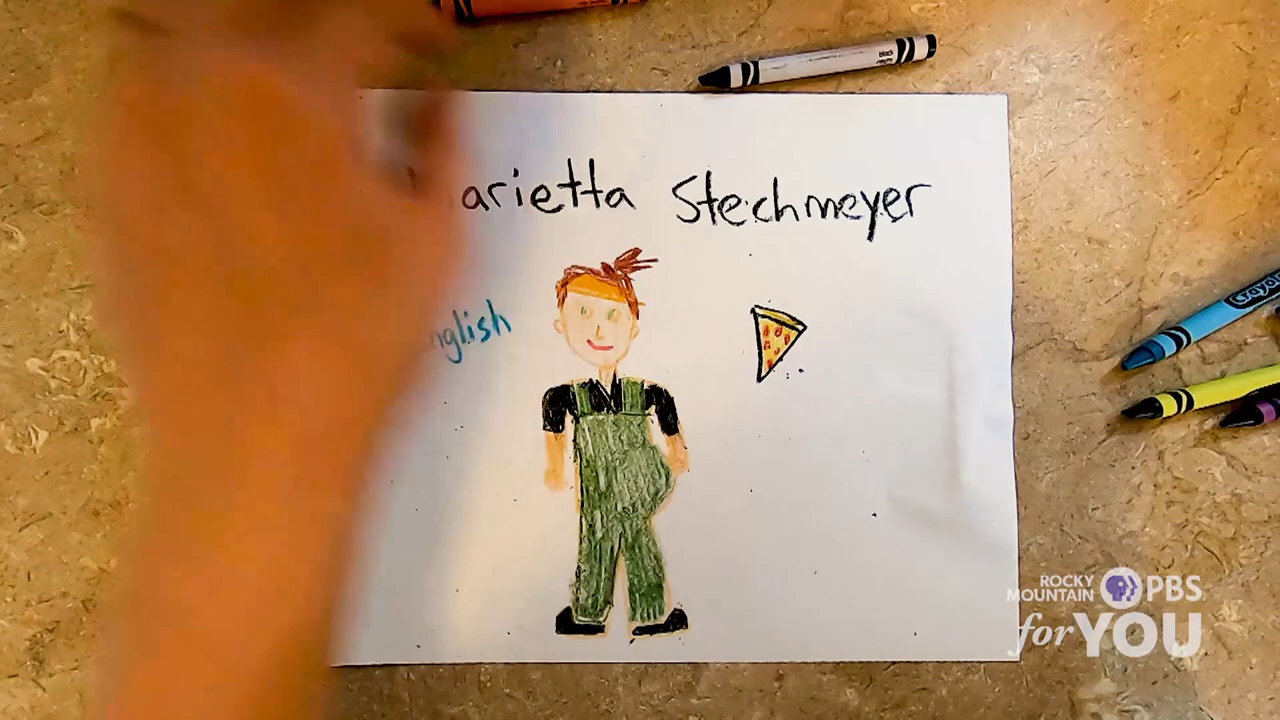 black
arietta Stechmeyer
nglish
Crayola
ROCKY
MOUNTAIN PBS
for YOU